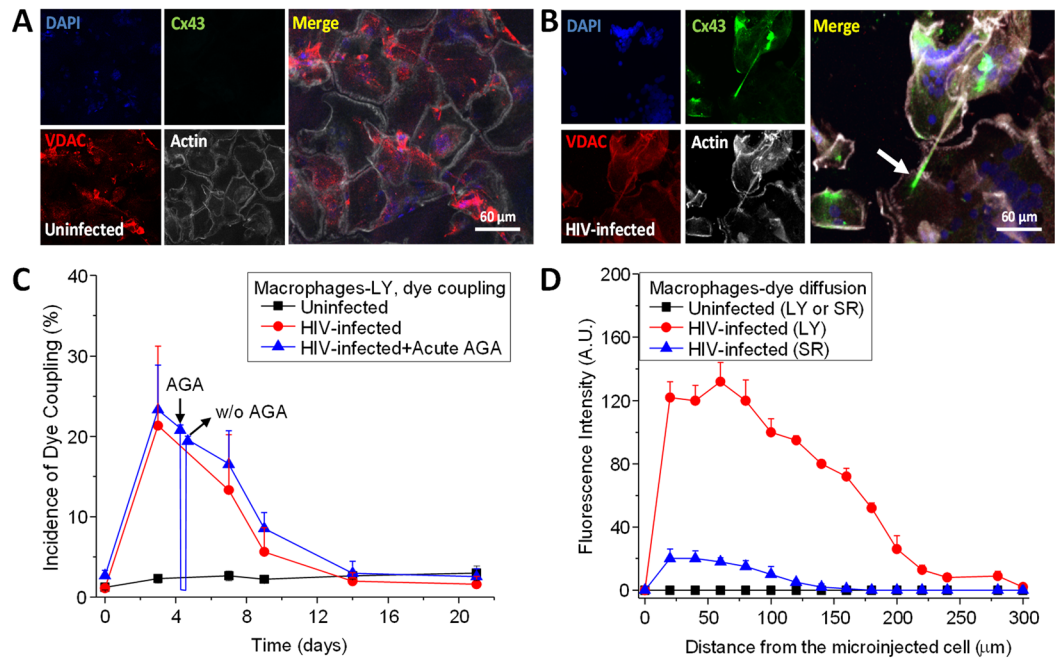 A
DAPI
Cx43
Merge
VDAC
Actin
Uninfected
60 μm
B
DAPI
Cx43
Merge
VDAC
Actin
HIV-infected
60 μm
C
Incidence of Dye Coupling (%)
40
30
20
10
0
Macrophages-LY, dye coupling
Uninfected
HIV-infected
HIV-infected+Acute AGA
AGA
w/o AGA
0 4 8 12 16 20
Time (days)
D
Fluorescence Intensity (A.U.)
200
160
120
80
40
0
Macrophages-dye diffusion
Uninfected (LY or SR)
HIV-infected (LY)
HIV-infected (SR)
0 50 100 150 200 250 300
Distance from the microinjected cell (μm)